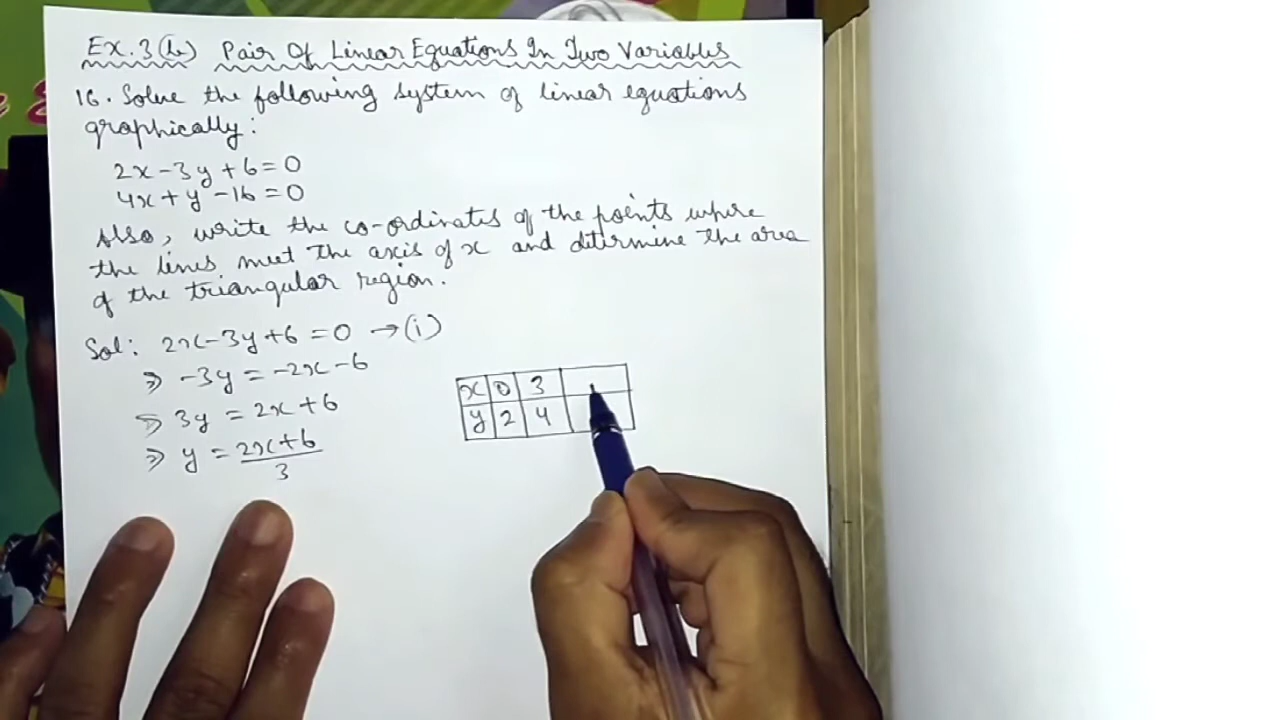 Ex. 3(b) Pair Of Linear Equations In Two Variables
16. Solve the following system of linear equations
graphically:
2x-3y+6=0
4x+y-16=0
Also, write the co-ordinates of the points where
the lines meet the axis of x and ditirmine the area
of the triangular region.
Sol: 2x-3y+6=0 →(i)
⇒ -3y = -2x-6
⇒ 3y = 2x+6
⇒ y = 2x+6/3
x 0 3
y 2 4